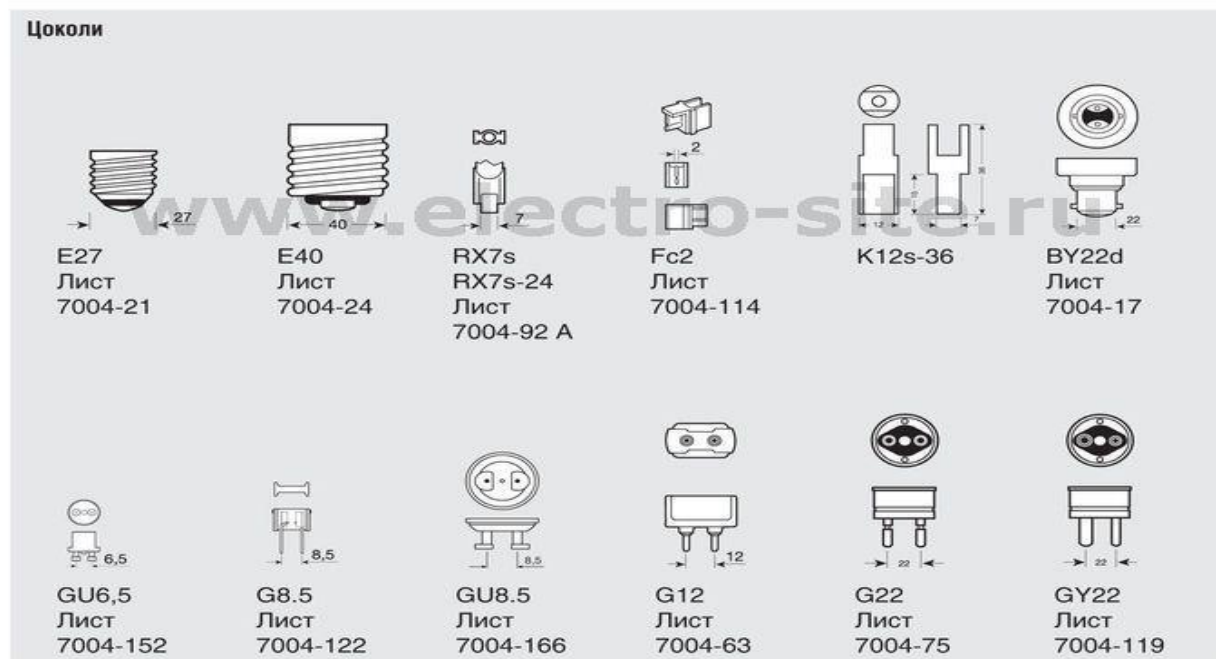 Цоколи
www.electro-site.ru
27
40
7
2
12
15
36
7
22
E27
Лист
7004-21
E40
Лист
7004-24
RX7s
RX7s-24
Лист
7004-92 A
Fc2
Лист
7004-114
K12s-36
BY22d
Лист
7004-17
6,5
8,5
8,5
12
22
22
GU6,5
Лист
7004-152
G8.5
Лист
7004-122
GU8.5
Лист
7004-166
G12
Лист
7004-63
G22
Лист
7004-75
GY22
Лист
7004-119